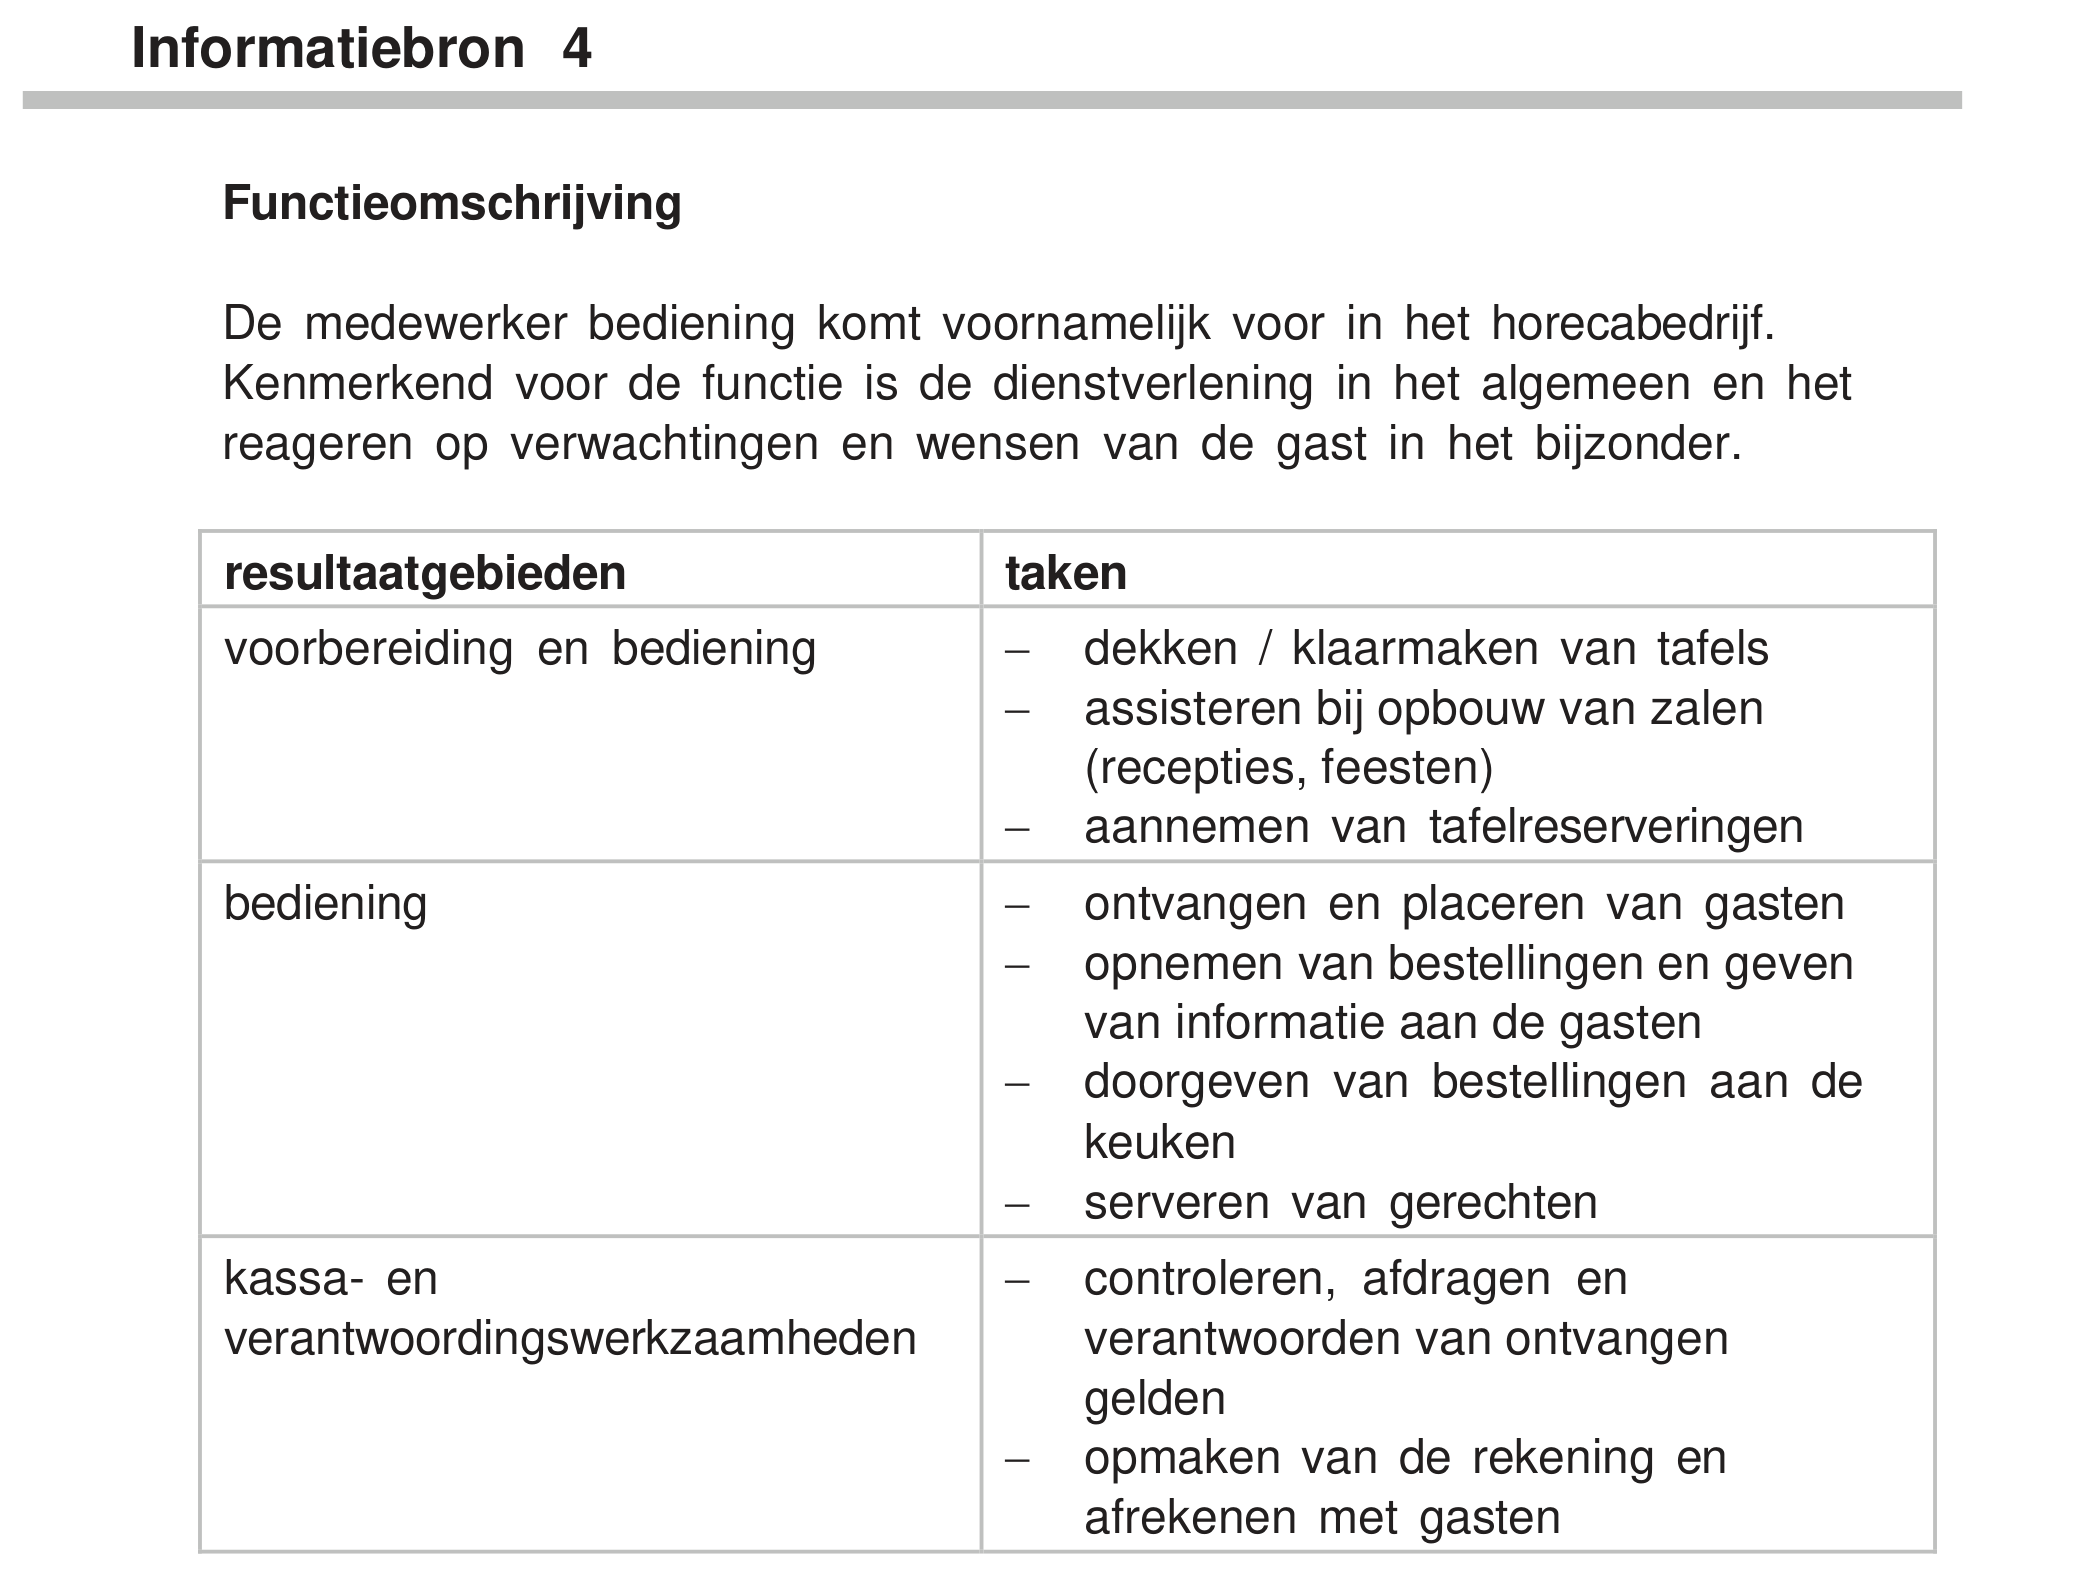 Informatiebron 4
Functieomschrijving
De medewerker bediening komt voornamelijk voor in het horecabedrijf.
Kenmerkend voor de functie is de dienstverlening in het algemeen en het
reageren op verwachtingen en wensen van de gast in het bijzonder.
resultaatgebieden
taken
voorbereiding en bediening
– dekken / klaarmaken van tafels
– assisteren bij opbouw van zalen
(recepties, feesten)
– aannemen van tafelreserveringen
bediening
– ontvangen en placeren van gasten
– opnemen van bestellingen en geven
van informatie aan de gasten
– doorgeven van bestellingen aan de
keuken
– serveren van gerechten
kassa- en
verantwoordingswerkzaamheden
– controleren, afdragen en
verantwoorden van ontvangen
gelden
– opmaken van de rekening en
afrekenen met gasten